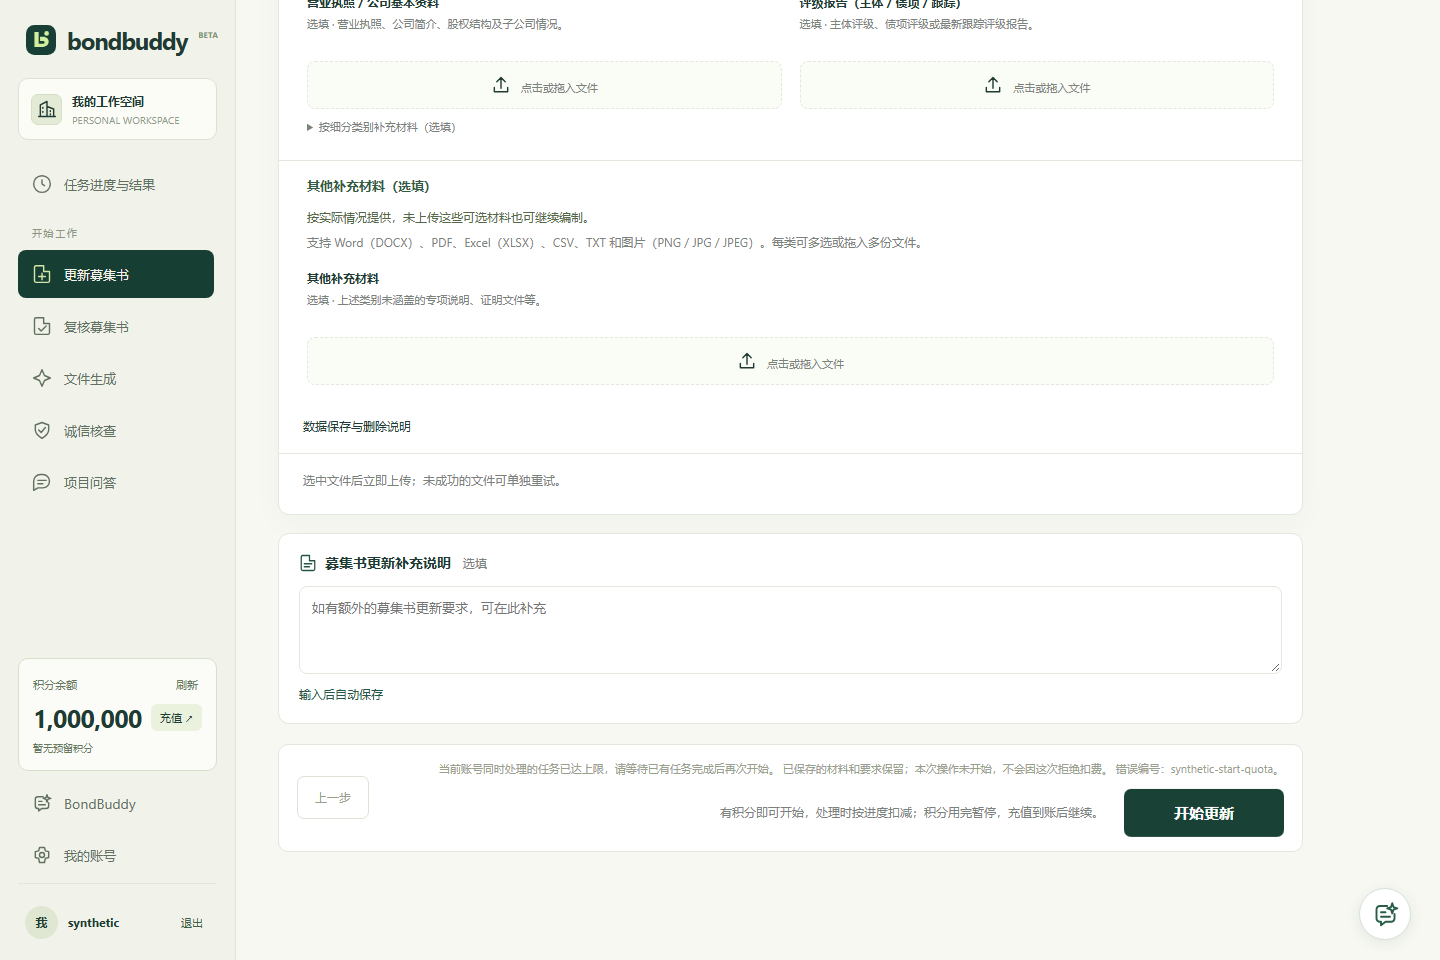 bondbuddy BETA
我的工作空间
PERSONAL WORKSPACE
任务进度与结果
开始工作
更新募集书
复核募集书
文件生成
诚信核查
项目问答
积分余额 刷新
1,000,000 充值 ↗
暂无预留积分
BondBuddy
我的账号
我 synthetic 退出
营业执照 / 公司基本资料
选填 · 营业执照、公司简介、股权结构及子公司情况。
点击或拖入文件
▶ 按细分类别补充材料（选填）
评级报告（主体 / 债项 / 跟踪）
选填 · 主体评级、债项评级或最新跟踪评级报告。
点击或拖入文件
其他补充材料（选填）
按实际情况提供，未上传这些可选材料也可继续编制。
支持 Word（DOCX）、PDF、Excel（XLSX）、CSV、TXT 和图片（PNG / JPG / JPEG）。每类可多选或拖入多份文件。
其他补充材料
选填 · 上述类别未涵盖的专项说明、证明文件等。
点击或拖入文件
数据保存与删除说明
选中文件后立即上传；未成功的文件可单独重试。
募集书更新补充说明 选填
如有额外的募集书更新要求，可在此补充
输入后自动保存
当前账号同时处理的任务已达上限，请等待已有任务完成后再次开始。 已保存的材料和要求保留；本次操作未开始，不会因这次拒绝扣费。 错误编号：synthetic-start-quota。
上一步
有积分即可开始，处理时按进度扣减；积分用完暂停，充值到账后继续。
开始更新